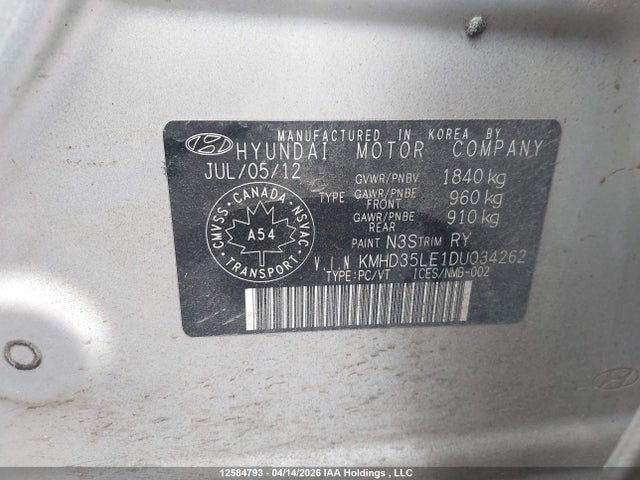 MANUFACTURED IN KOREA BY
HYUNDAI MOTOR COMPANY
JUL/05/12
GVWR/PNBV 1840 kg
TYPE GAWR/PNBE FRONT 960 kg
GAWR/PNBE REAR 910 kg
CMVSS · CANADA · NSVAC
A54
TRANSPORT
PAINT N3S TRIM RY
V.I.N KMHD35LE1DU034262
TYPE:PC/VT ICES/NMB-002
12584793 - 04/14/2026 IAA Holdings , LLC